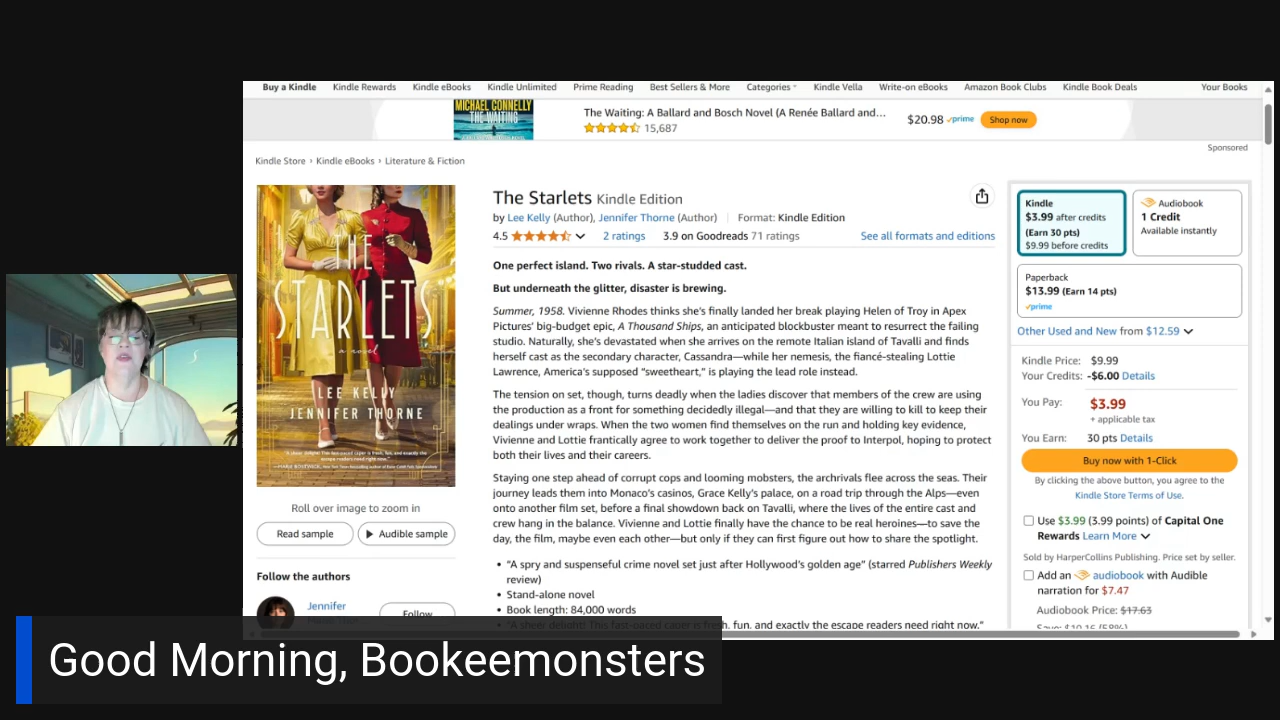 Buy a Kindle Kindle Rewards Kindle eBooks Kindle Unlimited Prime Reading Best Sellers & More Categories Kindle Vella Write-on eBooks Amazon Book Clubs Kindle Book Deals Your Books
MICHAEL CONNELLY
THE WAITING
The Waiting: A Ballard and Bosch Novel (A Renée Ballard and…
15,687
$20.98 prime Shop now
Sponsored
Kindle Store › Kindle eBooks › Literature & Fiction
THE
STARLETS
a novel
LEE KELLY
JENNIFER THORNE
Roll over image to zoom in
Read sample Audible sample
Follow the authors
Jennifer
Follow
The Starlets Kindle Edition
by Lee Kelly (Author), Jennifer Thorne (Author) Format: Kindle Edition
4.5 2 ratings 3.9 on Goodreads 71 ratings See all formats and editions
One perfect island. Two rivals. A star-studded cast.
But underneath the glitter, disaster is brewing.
Summer, 1958. Vivienne Rhodes thinks she's finally landed her break playing Helen of Troy in Apex
Pictures' big-budget epic, A Thousand Ships, an anticipated blockbuster meant to resurrect the failing
studio. Naturally, she's devastated when she arrives on the remote Italian island of Tavalli and finds
herself cast as the secondary character, Cassandra—while her nemesis, the fiancé-stealing Lottie
Lawrence, America's supposed "sweetheart," is playing the lead role instead.
The tension on set, though, turns deadly when the ladies discover that members of the crew are using
the production as a front for something decidedly illegal—and that they are willing to kill to keep their
dealings under wraps. When the two women find themselves on the run and holding key evidence,
Vivienne and Lottie frantically agree to work together to deliver the proof to Interpol, hoping to protect
both their lives and their careers.
Staying one step ahead of corrupt cops and looming mobsters, the archrivals flee across the seas. Their
journey leads them into Monaco's casinos, Grace Kelly's palace, on a road trip through the Alps—even
onto another film set, before a final showdown back on Tavalli, where the lives of the entire cast and
crew hang in the balance. Vivienne and Lottie finally have the chance to be real heroines—to save the
day, the film, maybe even each other—but only if they can first figure out how to share the spotlight.
• "A spry and suspenseful crime novel set just after Hollywood's golden age" (starred Publishers Weekly
review)
• Stand-alone novel
• Book length: 84,000 words
• "A sheer delight! This fast-paced caper is fresh, fun, and exactly the escape readers need right now."
Kindle
$3.99 after credits
(Earn 30 pts)
$9.99 before credits
Audiobook
1 Credit
Available instantly
Paperback
$13.99 (Earn 14 pts)
prime
Other Used and New from $12.59
Kindle Price: $9.99
Your Credits: -$6.00 Details
You Pay: $3.99
+ applicable tax
You Earn: 30 pts Details
Buy now with 1-Click
By clicking the above button, you agree to the
Kindle Store Terms of Use.
Use $3.99 (3.99 points) of Capital One
Rewards Learn More
Sold by HarperCollins Publishing. Price set by seller.
Add an audiobook with Audible
narration for $7.47
Audiobook Price: $17.63
Save: $10.16 (58%)
Good Morning, Bookeemonsters